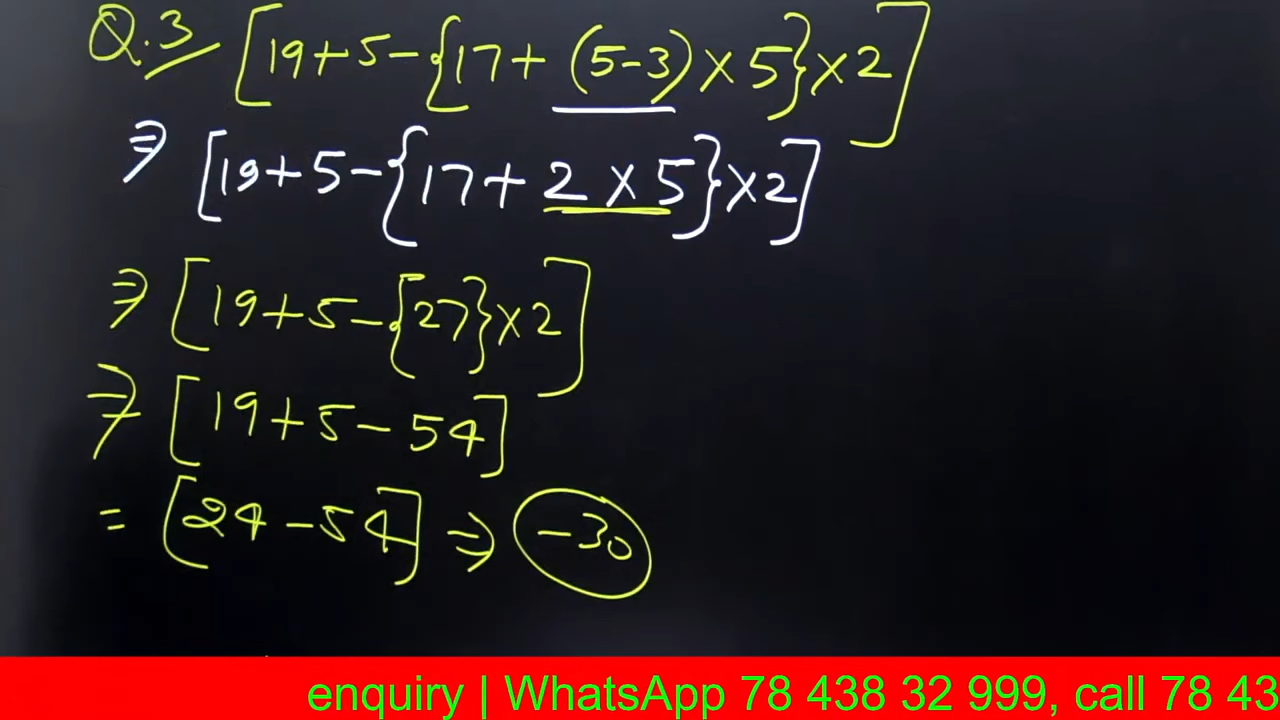 Q.3 [19+5-{17+(5-3)×5}×2]
⇒ [19+5-{17+2×5}×2]
⇒ [19+5-{27}×2]
⇒ [19+5-54]
= [24-54] ⇒ -30
enquiry | WhatsApp 78 438 32 999, call 78 43